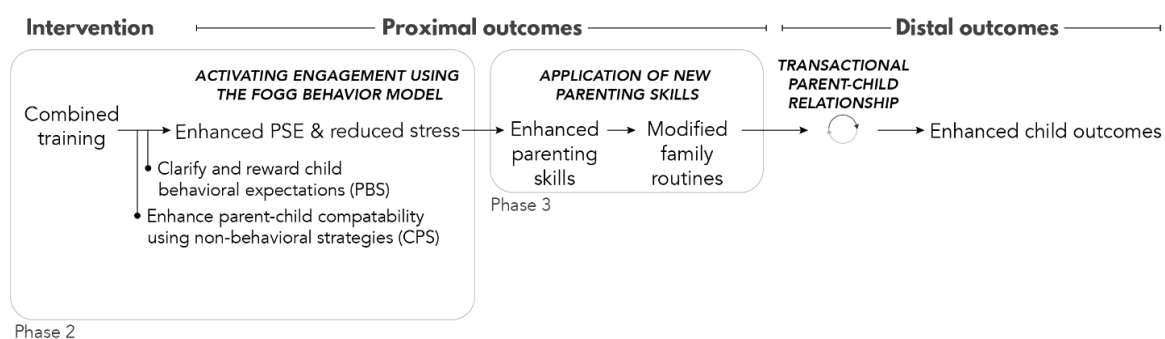 Intervention
Proximal outcomes
Distal outcomes
ACTIVATING ENGAGEMENT USING
THE FOGG BEHAVIOR MODEL
Combined
training
Enhanced PSE & reduced stress
Clarify and reward child
behavioral expectations (PBS)
Enhance parent-child compatability
using non-behavioral strategies (CPS)
Phase 2
APPLICATION OF NEW
PARENTING SKILLS
Enhanced
parenting
skills
Modified
family
routines
Phase 3
TRANSACTIONAL
PARENT-CHILD
RELATIONSHIP
Enhanced child outcomes